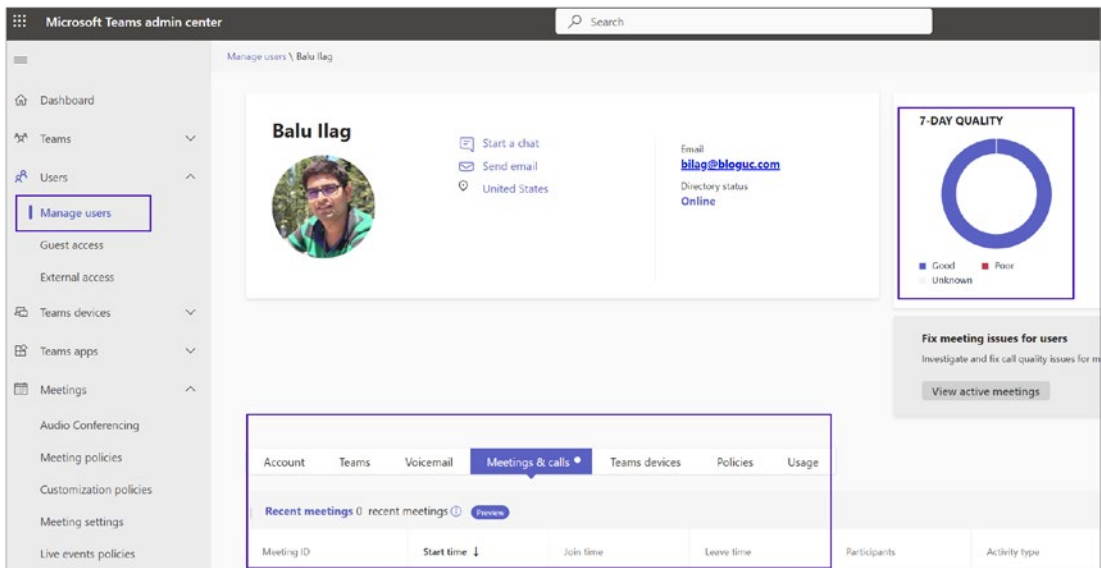 Microsoft Teams admin center
Search
Manage users \ Balu Ilag
Dashboard
Teams
Users
Manage users
Guest access
External access
Teams devices
Teams apps
Meetings
Audio Conferencing
Meeting policies
Customization policies
Meeting settings
Live events policies
Balu Ilag
Start a chat
Send email
United States
Email
bilag@bloguc.com
Directory status
Online
7-DAY QUALITY
Good Poor
Unknown
Fix meeting issues for users
Investigate and fix call quality issues for m
View active meetings
Account Teams Voicemail Meetings & calls Teams devices Policies Usage
Recent meetings 0 recent meetings Preview
Meeting ID Start time ↓ Join time Leave time Participants Activity type